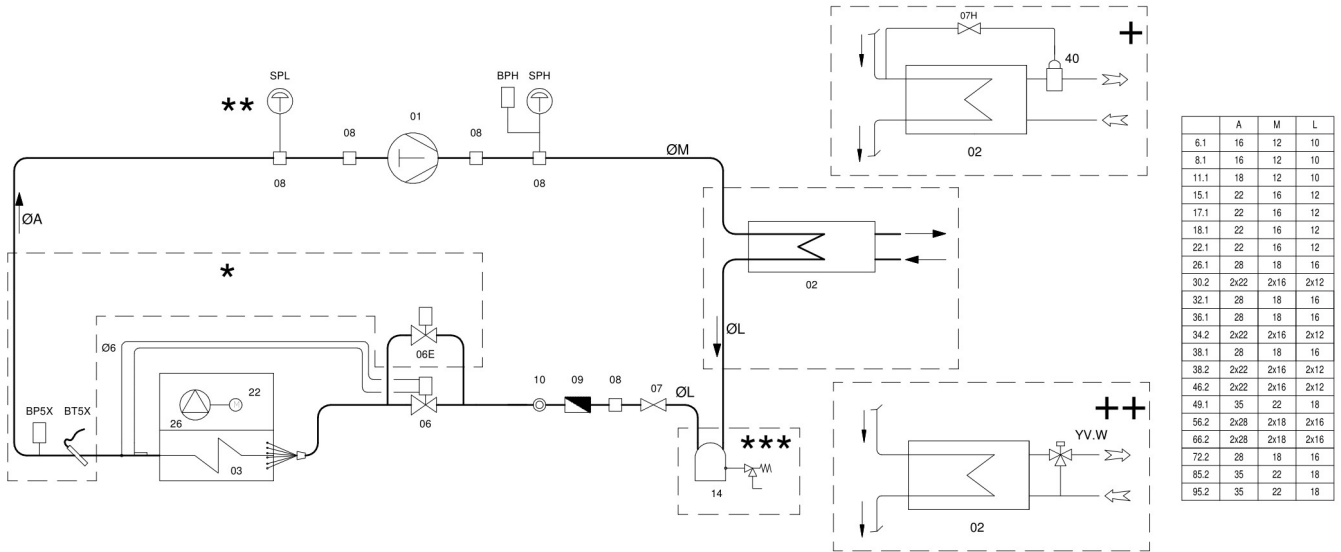 07H
+
40
02
SPL
**
01
08
08
08
BPH
SPH
08
ØM
ØA
*
02
ØL
06E
Ø6
22
M
26
03
BP5X
BT5X
06
10
09
08
07
ØL
***
14
++
YV.W
02
A M L
6.1 16 12 10
8.1 16 12 10
11.1 18 12 10
15.1 22 16 12
17.1 22 16 12
18.1 22 16 12
22.1 22 16 12
26.1 28 18 16
30.2 2x22 2x16 2x12
32.1 28 18 16
36.1 28 18 16
34.2 2x22 2x16 2x12
38.1 28 18 16
38.2 2x22 2x16 2x12
46.2 2x22 2x16 2x12
49.1 35 22 18
56.2 2x28 2x18 2x16
66.2 2x28 2x18 2x16
72.2 28 18 16
85.2 35 22 18
95.2 35 22 18